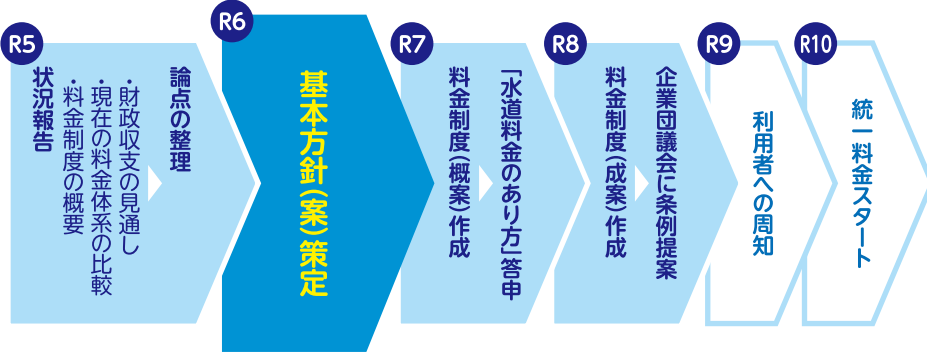 R5
状況報告
・財政収支の見通し
・現在の料金体系の比較
・料金制度の概要
論点の整理
R6
基本方針(案)策定
R7
料金制度(概案)作成
「水道料金のあり方」答申
R8
料金制度(成案)作成
企業団議会に条例提案
R9
利用者への周知
R10
統一料金スタート